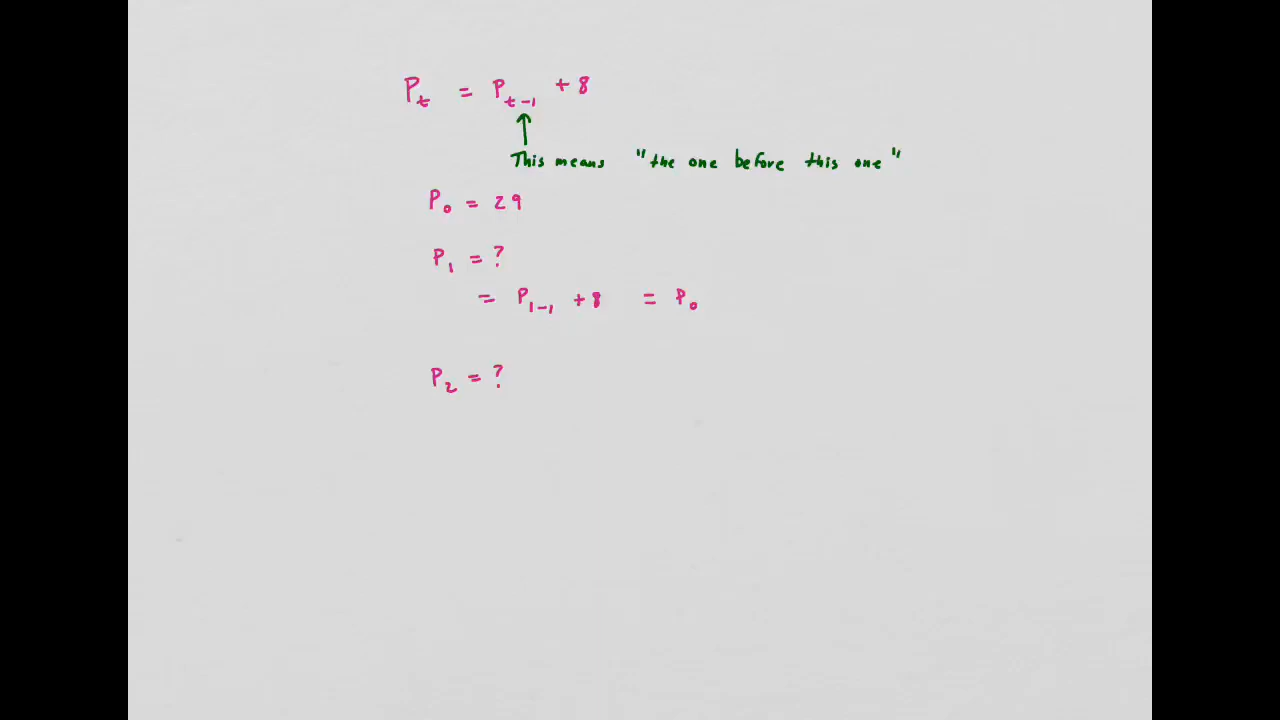 Pₜ = Pₜ₋₁ + 8
This means "the one before this one"
P₀ = 29
P₁ = ?
= P₁₋₁ + 8 = P₀
P₂ = ?